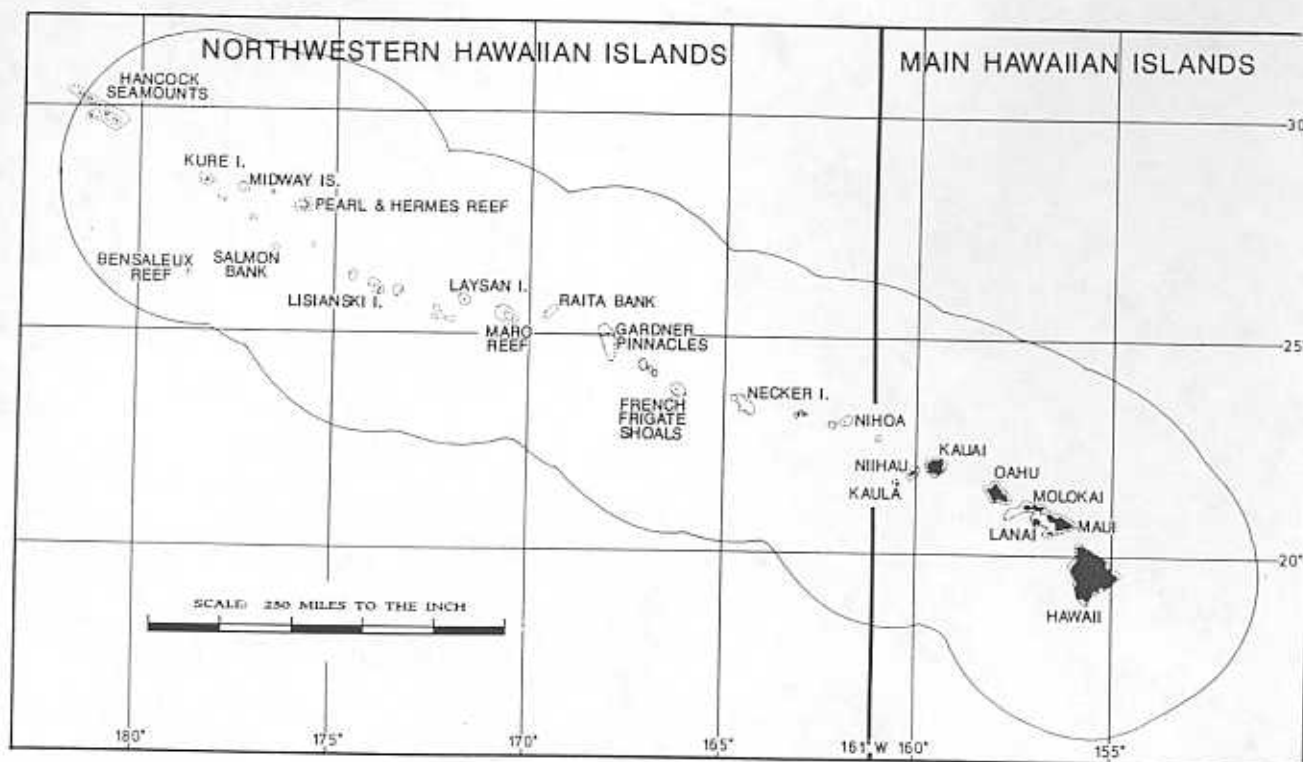 NORTHWESTERN HAWAIIAN ISLANDS
MAIN HAWAIIAN ISLANDS
HANCOCK
SEAMOUNTS
30
KURE I.
MIDWAY IS.
PEARL & HERMES REEF
BENSALEUX
REEF
SALMON
BANK
LISIANSKI I.
LAYSAN I.
MARO
REEF
RAITA BANK
GARDNER
PINNACLES
25
FRENCH
FRIGATE
SHOALS
NECKER I.
NIHOA
NIIHAU
KAUAI
KAULA
OAHU
MOLOKAI
LANAI
MAUI
20°
HAWAII
SCALE: 250 MILES TO THE INCH
180°
175°
170°
165°
161° W
160°
155°